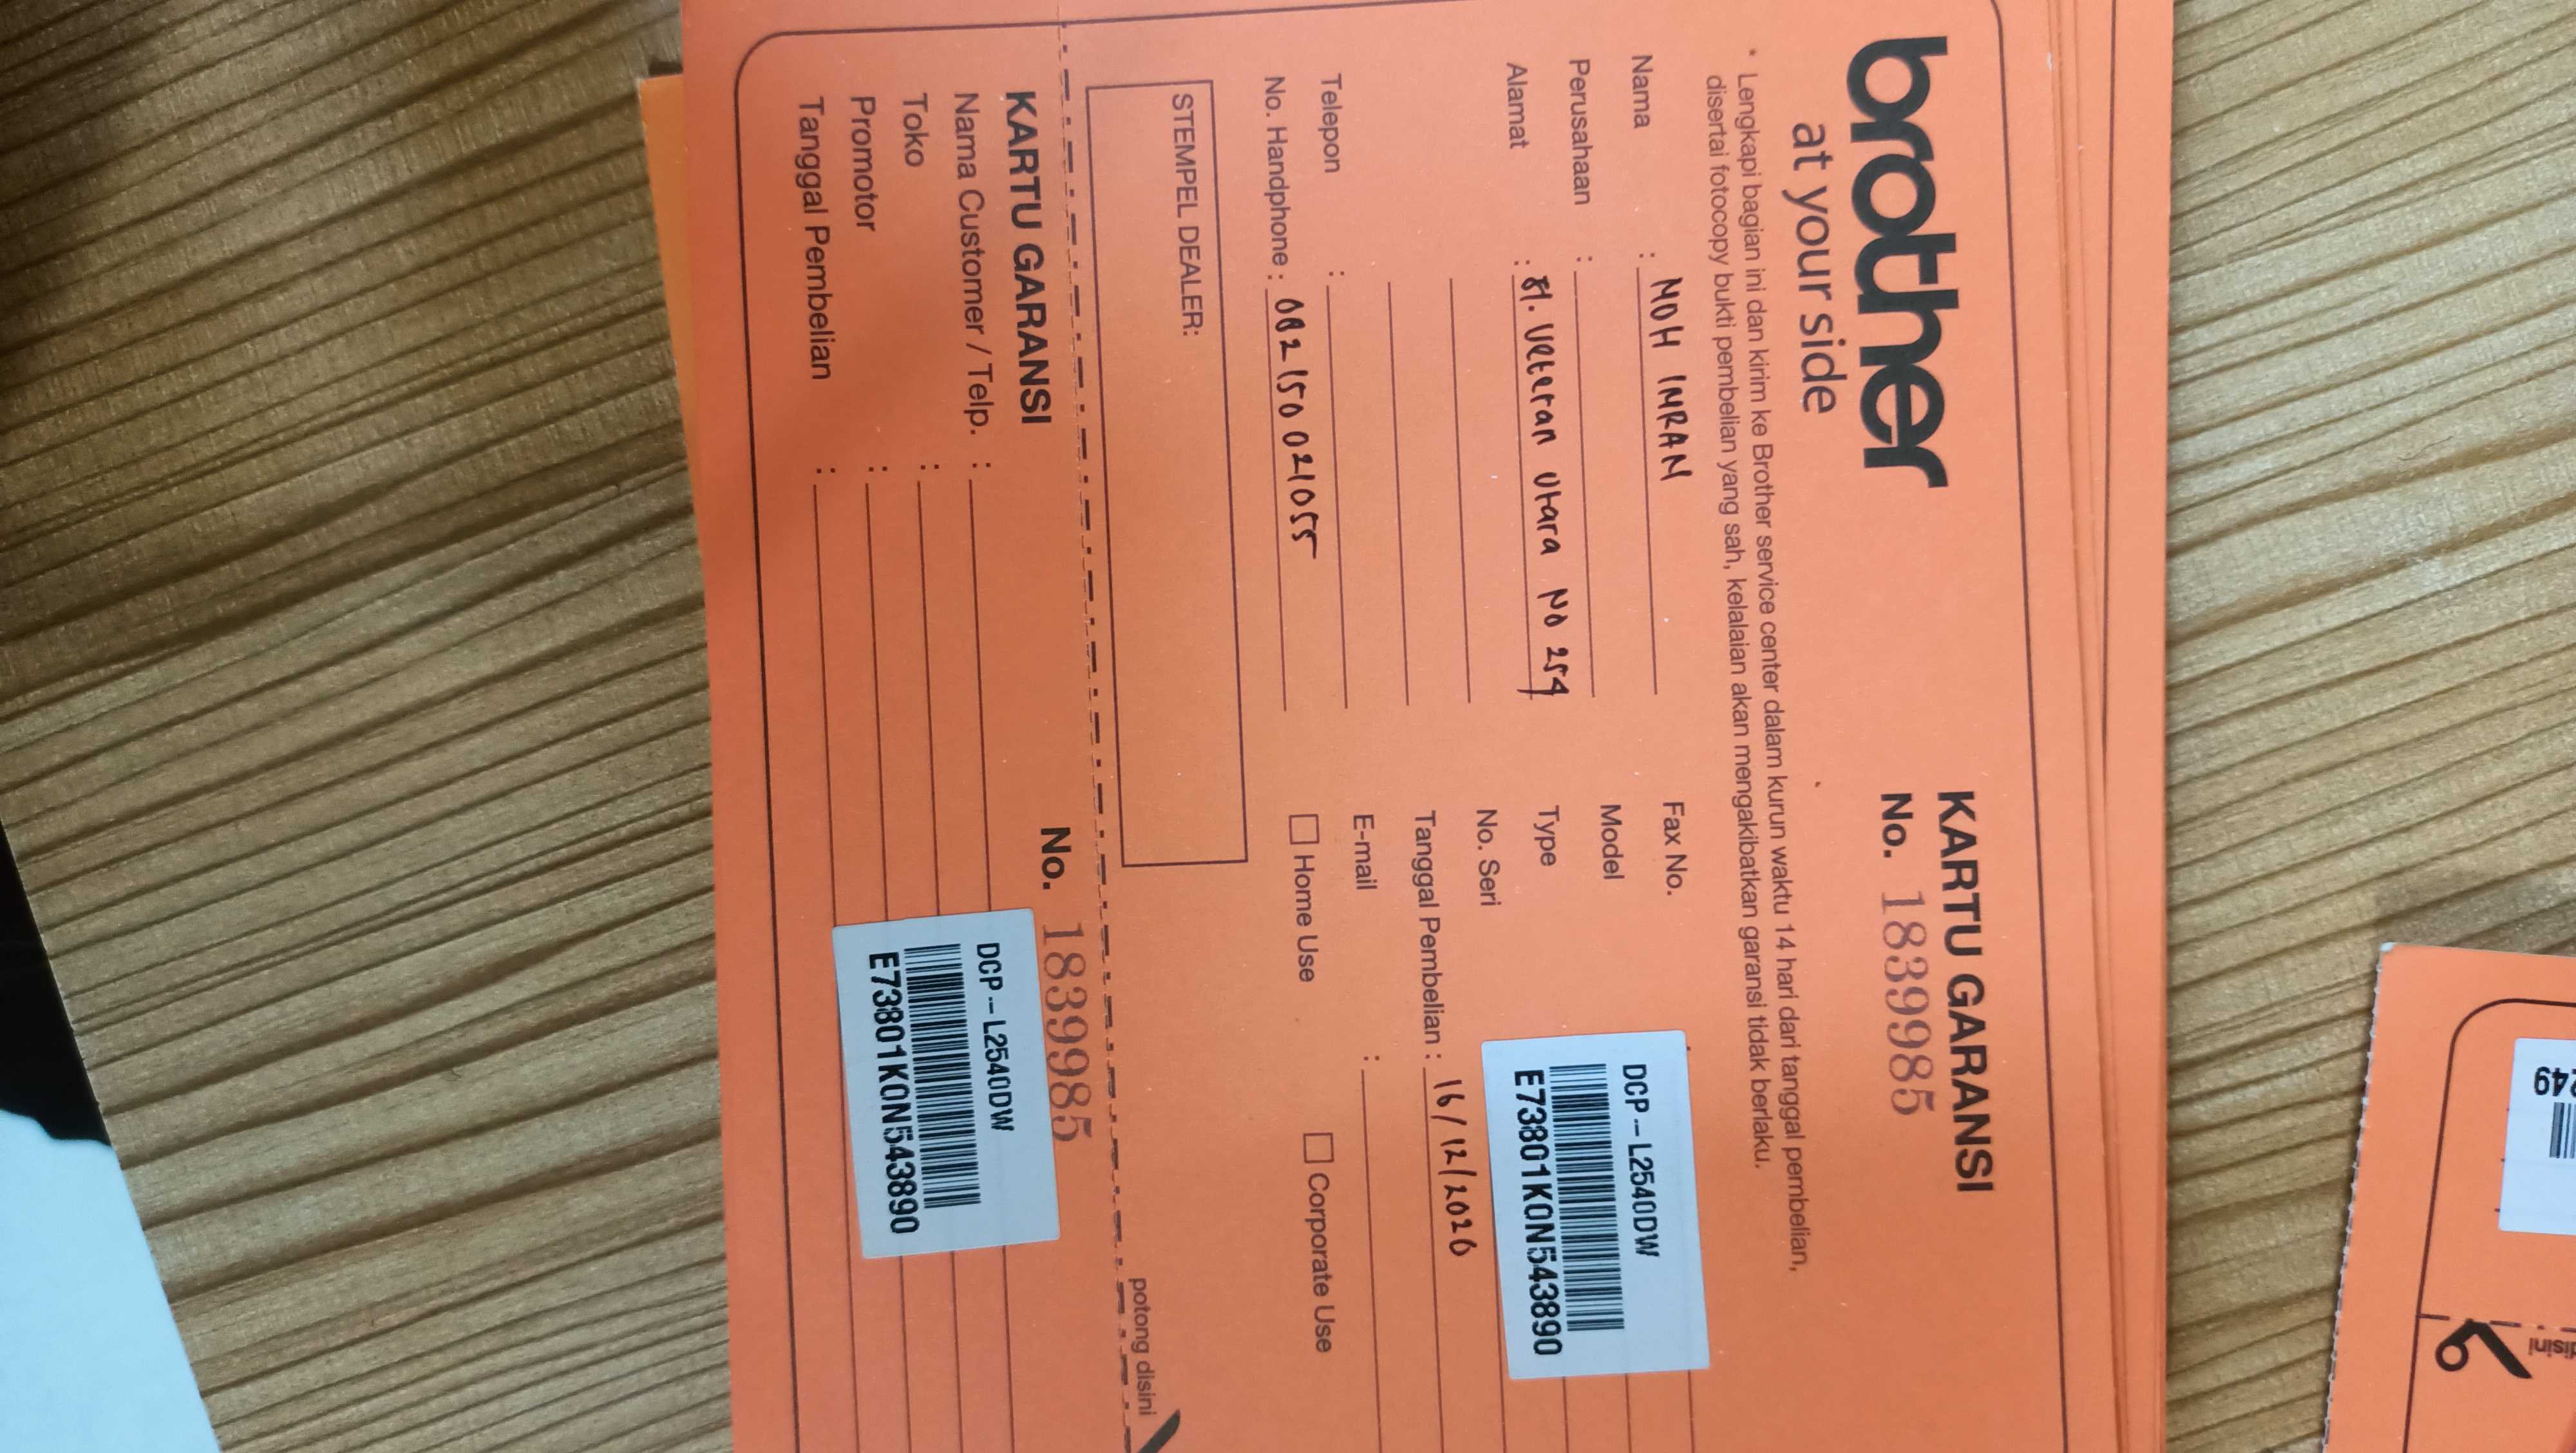 brother
at your side
KARTU GARANSI
No. 1839985
* Lengkapi bagian ini dan kirim ke Brother service center dalam kurun waktu 14 hari dari tanggal pembelian,
disertai fotocopy bukti pembelian yang sah, kelalaian akan mengakibatkan garansi tidak berlaku.
Nama : MOH IMRAN
Perusahaan :
Alamat : Jl. Veteran Utara NO 254
Telepon :
No. Handphone : 082150021055
Fax No.
Model
Type
No. Seri
DCP-L2540DW
E73801K0N543890
Tanggal Pembelian : 16/12/2020
E-mail :
Home Use
Corporate Use
STEMPEL DEALER:
potong disini
KARTU GARANSI
No. 1839985
Nama Customer / Telp. :
Toko :
Promotor :
Tanggal Pembelian :
DCP-L2540DW
E73801K0N543890